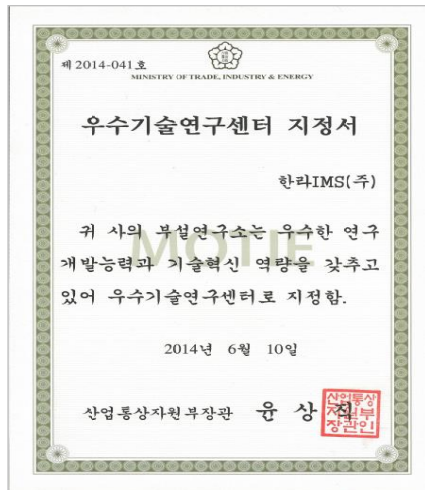 제 2014-041 호
MINISTRY OF TRADE, INDUSTRY & ENERGY
우수기술연구센터 지정서
한라IMS(주)
귀 사의 부설연구소는 우수한 연구
개발능력과 기술혁신 역량을 갖추고
있어 우수기술연구센터로 지정함.
MOTIE
2014년 6월 10일
산업통상자원부장관 윤 상 직
산업통상
자원부
장관인